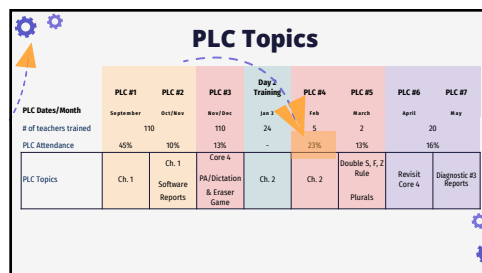 PLC Topics
PLC Dates/Month PLC #1 PLC #2 PLC #3 Day 2 Training PLC #4 PLC #5 PLC #6 PLC #7
September Oct/Nov Nov/Dec Jan 3 Feb March April May
# of teachers trained 110 110 24 5 2 20
PLC Attendance 45% 10% 13% - 23% 13% 16%
PLC Topics Ch. 1 Ch. 1 Software Reports Core 4 PA/Dictation & Eraser Game Ch. 2 Ch. 2 Double S, F, Z Rule Plurals Revisit Core 4 Diagnostic #3 Reports